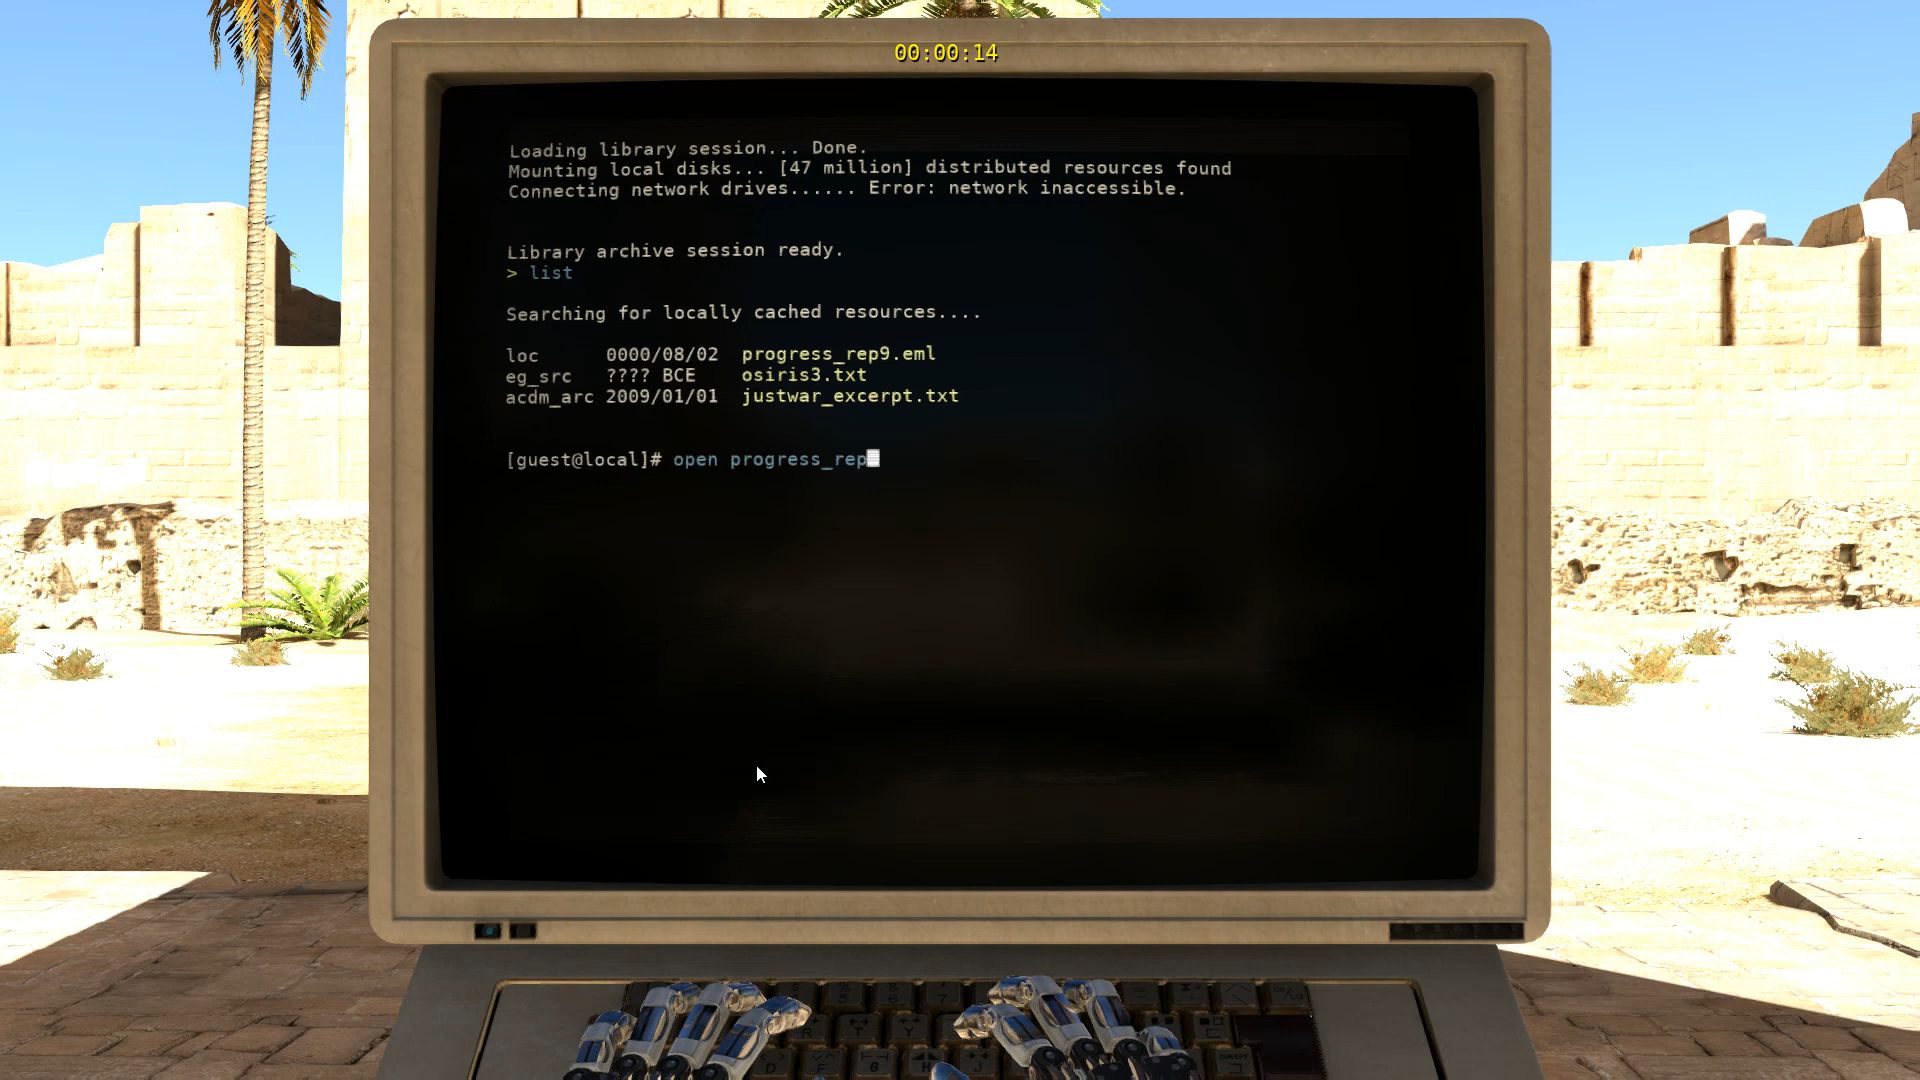 00:00:14
Loading library session... Done.
Mounting local disks... [47 million] distributed resources found
Connecting network drives...... Error: network inaccessible.
Library archive session ready.
> list
Searching for locally cached resources....
loc 0000/08/02 progress_rep9.eml
eg_src ???? BCE osiris3.txt
acdm_arc 2009/01/01 justwar_excerpt.txt
[guest@local]# open progress_rep